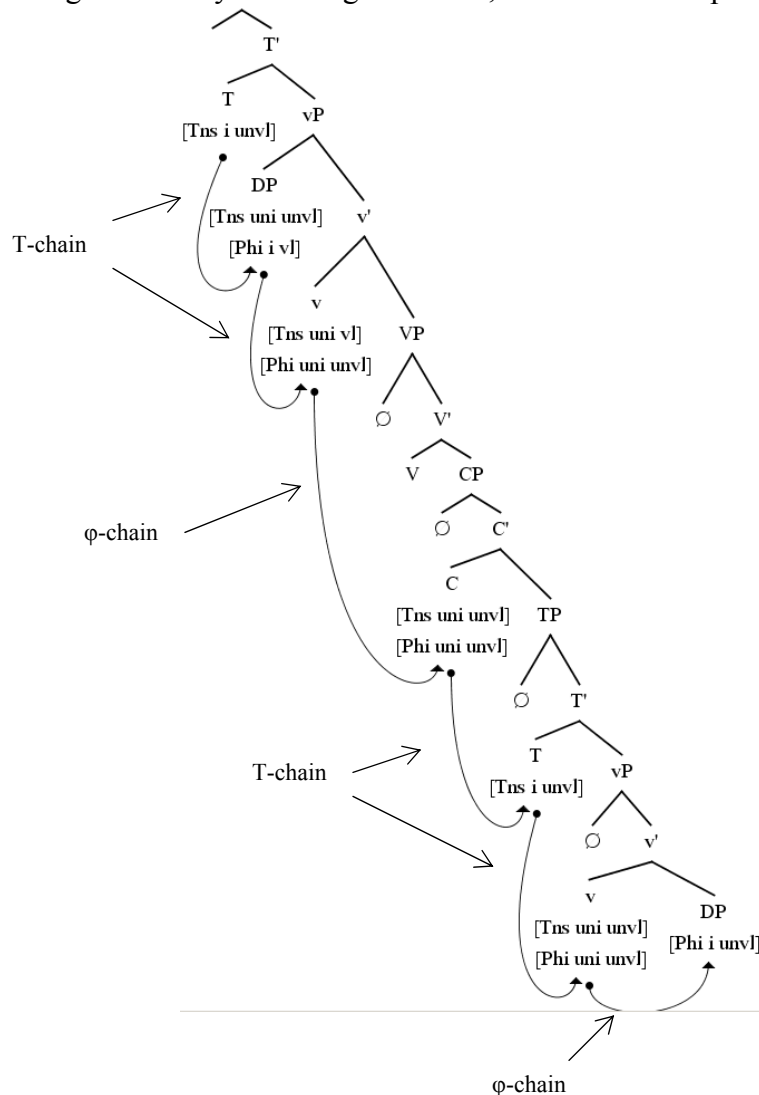 T'
T
vP
[Tns i unvl]
DP
[Tns uni unvl]
v'
T-chain
[Phi i vl]
v
[Tns uni vl]
VP
[Phi uni unvl]
∅
V'
V
CP
φ-chain
∅
C'
C
[Tns uni unvl]
TP
[Phi uni unvl]
∅
T'
T
T-chain
vP
[Tns i unvl]
∅
v'
v
DP
[Tns uni unvl]
[Phi i unvl]
[Phi uni unvl]
φ-chain